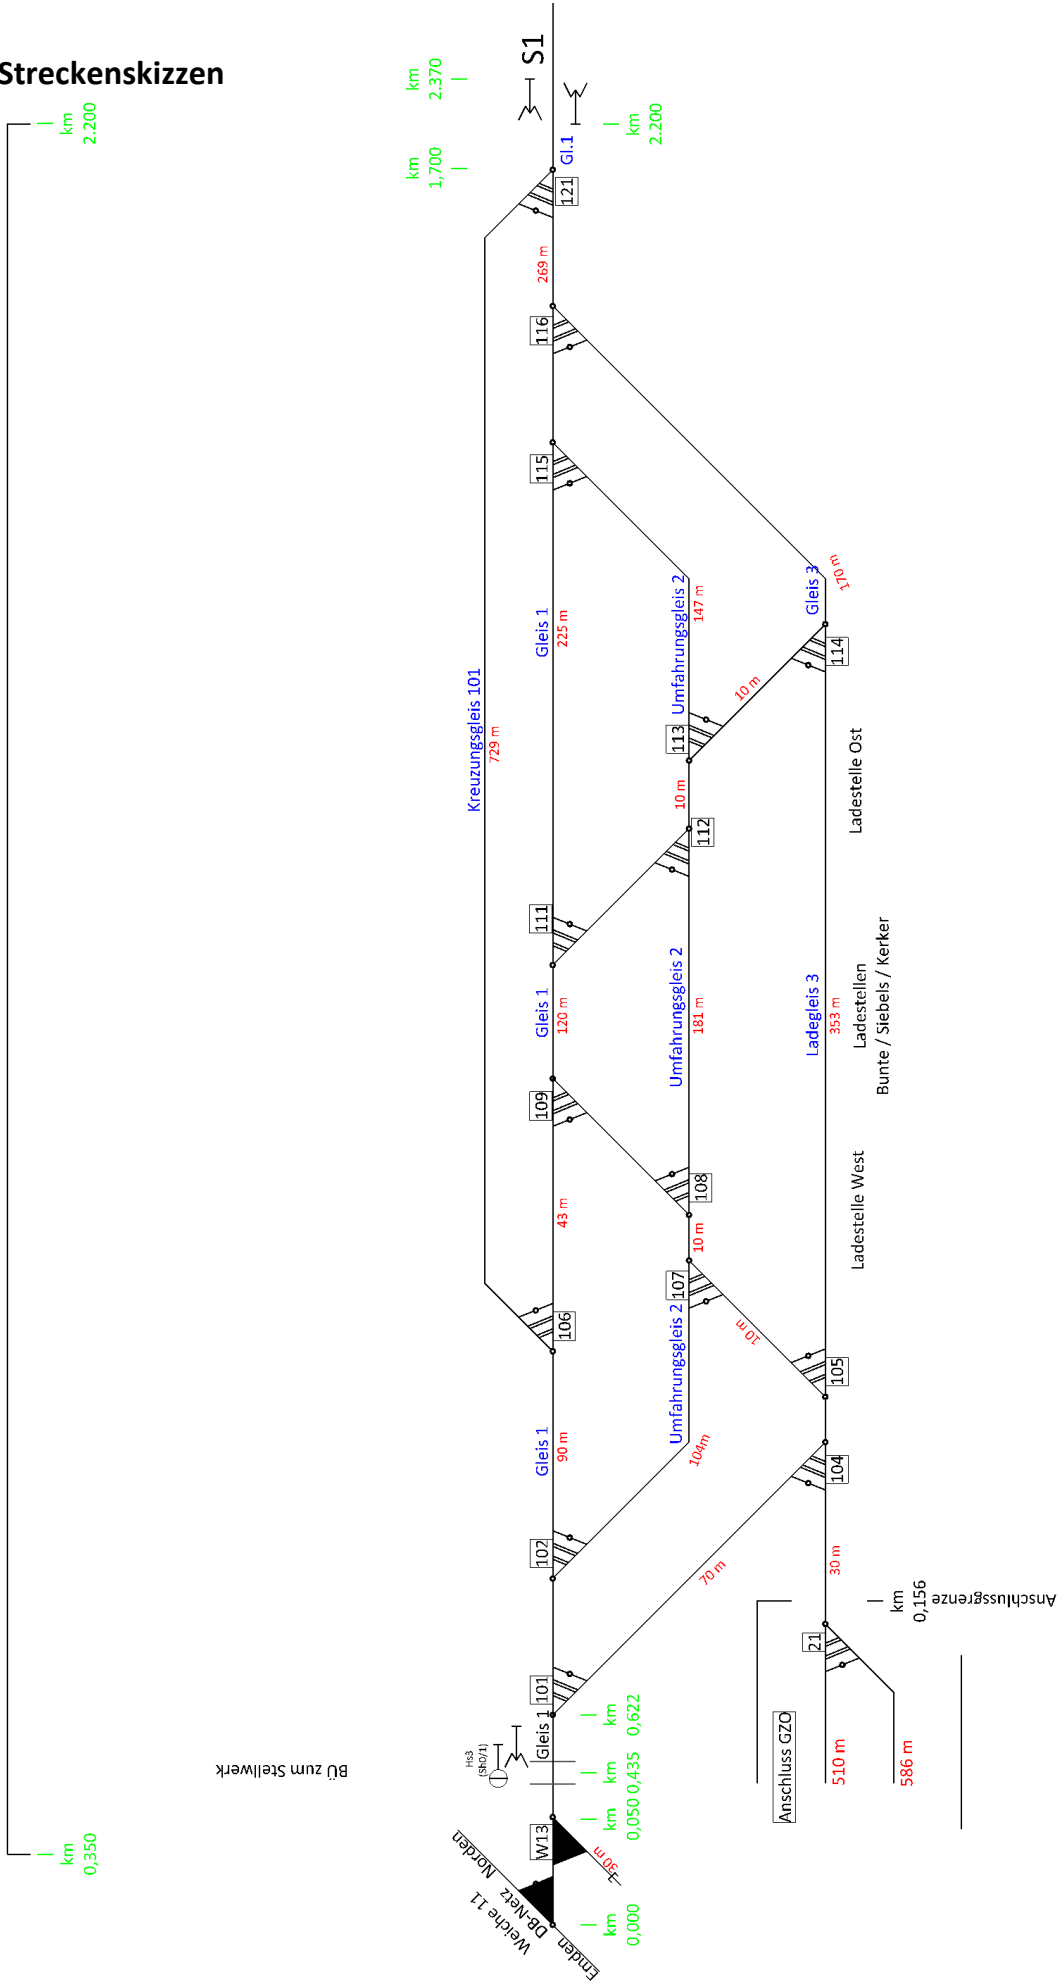 Streckenskizzen
km
2.200
km
2.370
S1
km
1,700
km
2.200
Gl.1
121
269 m
116
115
Kreuzungsgleis 101
729 m
Gleis 1
225 m
Umfahrungsgleis 2
147 m
Gleis 3
170 m
114
10 m
113
10 m
112
Ladestelle Ost
111
Gleis 1
120 m
Umfahrungsgleis 2
181 m
Ladegleis 3
353 m
Ladestellen
Bunte / Siebels / Kerker
109
108
43 m
10 m
Ladestelle West
107
106
Umfahrungsgleis 2
10 m
105
Gleis 1
90 m
104m
104
102
70 m
30 m
km
0,156
Anschlussgrenze
21
101
Gleis 1
km
0,622
Hs3
(Sh0/1)
km
0,435
BÜ zum Stellwerk
Anschluss GZO
510 m
586 m
km
0,050
W13
30 m
km
0,350
Norden
DB-Netz
Weiche 11
Emden
km
0,000